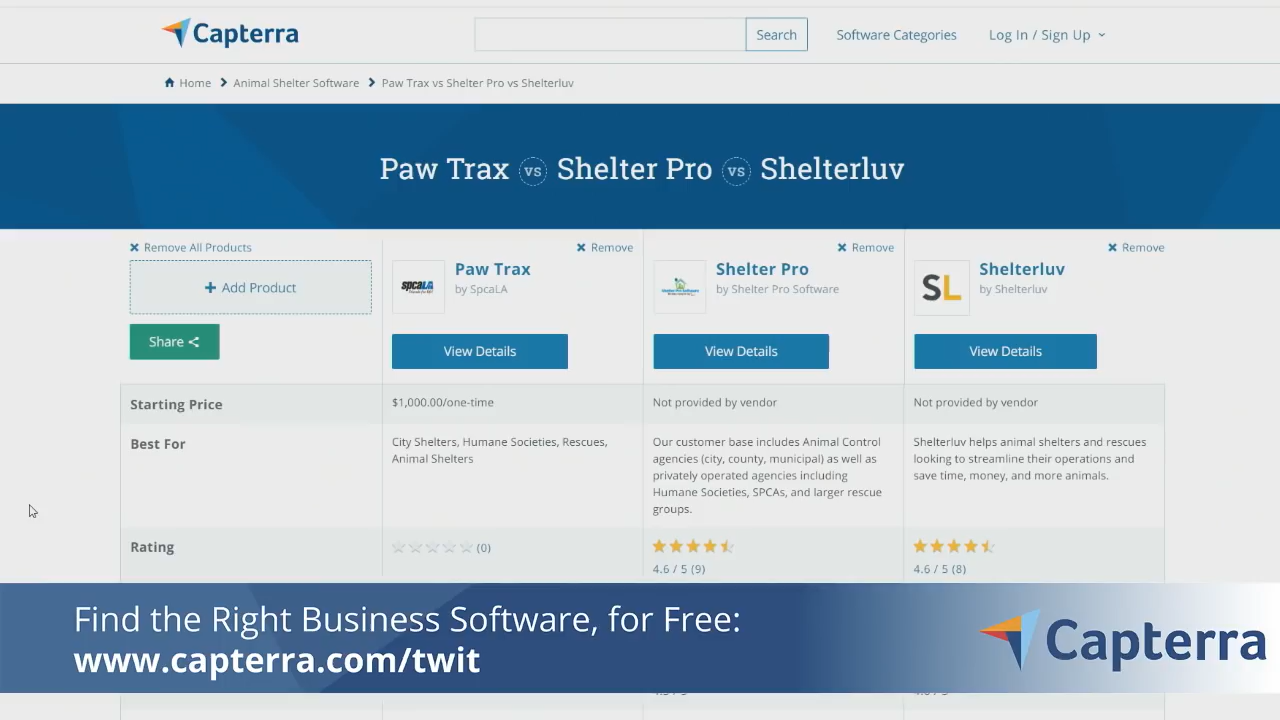 Capterra
Search
Software Categories
Log In / Sign Up
Home
Animal Shelter Software
Paw Trax vs Shelter Pro vs Shelterluv
Paw Trax vs Shelter Pro vs Shelterluv
Remove All Products
Remove
Remove
Remove
+ Add Product
Share
spcaLA
Paw Trax
by SpcaLA
View Details
Shelter Pro
by Shelter Pro Software
View Details
SL
Shelterluv
by Shelterluv
View Details
Starting Price
$1,000.00/one-time
Not provided by vendor
Not provided by vendor
Best For
City Shelters, Humane Societies, Rescues,
Animal Shelters
Our customer base includes Animal Control
agencies (city, county, municipal) as well as
privately operated agencies including
Humane Societies, SPCAs, and larger rescue
groups.
Shelterluv helps animal shelters and rescues
looking to streamline their operations and
save time, money, and more animals.
Rating
(0)
4.6 / 5 (9)
4.6 / 5 (8)
Find the Right Business Software, for Free:
www.capterra.com/twit
Capterra